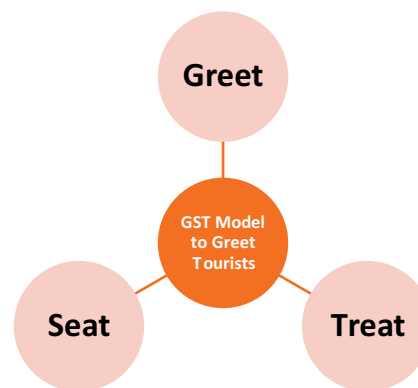 Greet
GST Model
to Greet
Tourists
Seat
Treat